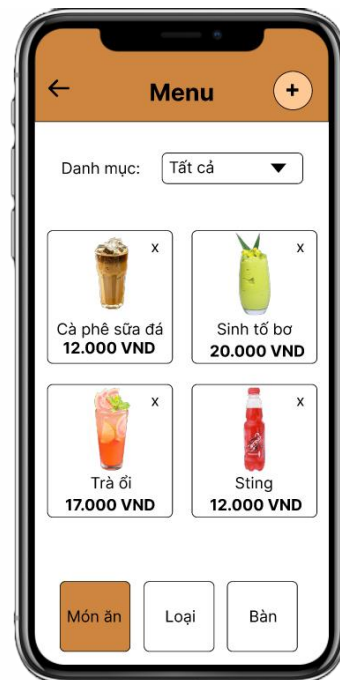 Menu
+
Danh mục:
Tất cả
x
Cà phê sữa đá
12.000 VND
x
Sinh tố bơ
20.000 VND
x
Trà ổi
17.000 VND
x
Sting
12.000 VND
Món ăn
Loại
Bàn